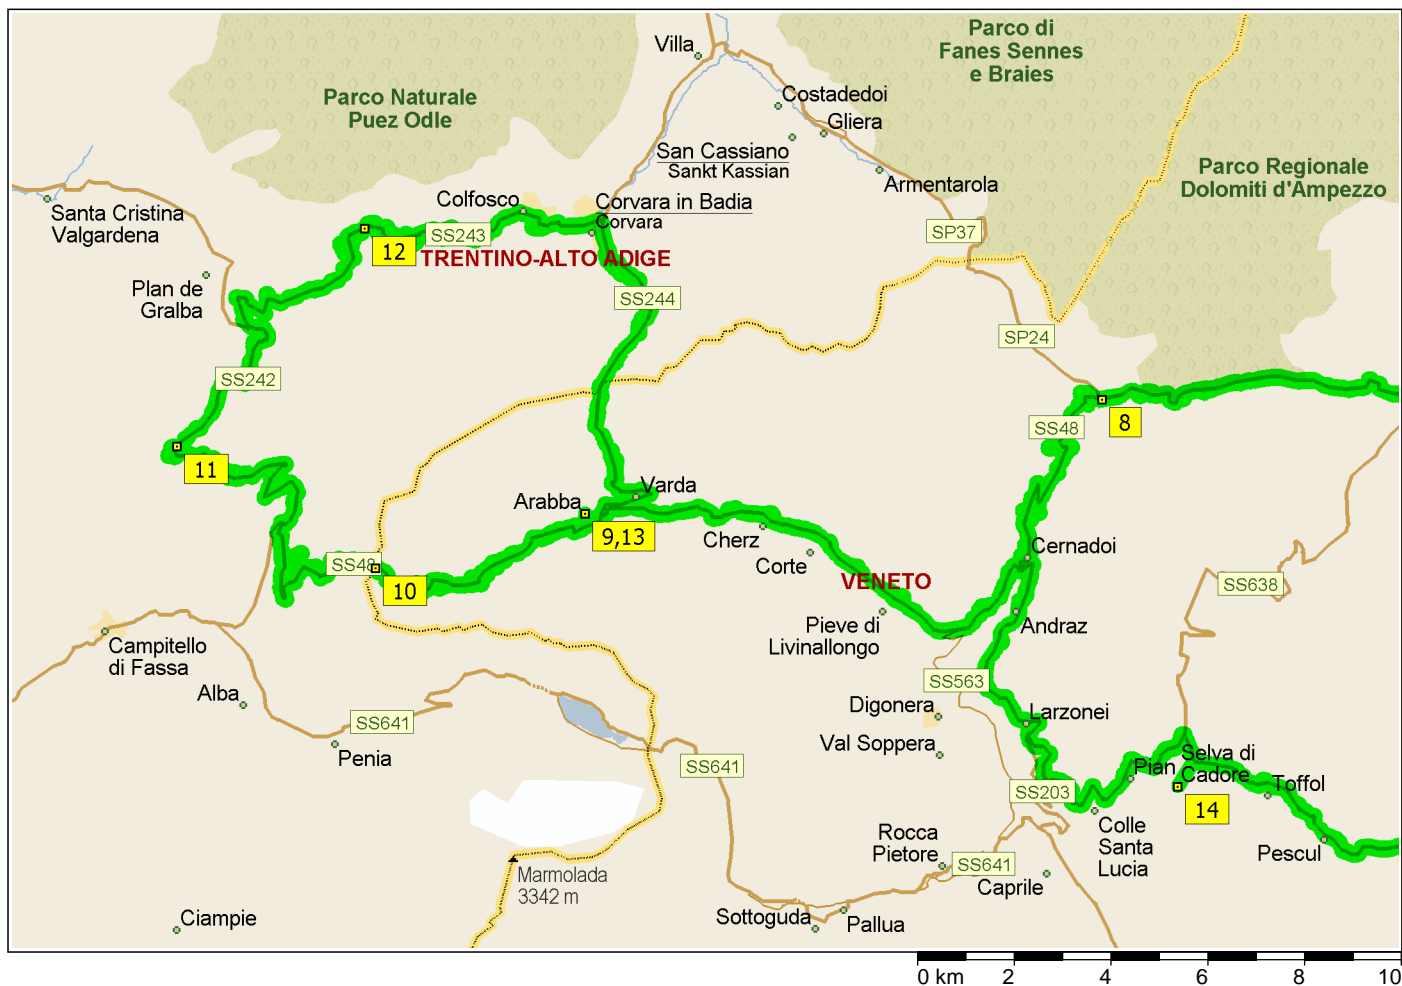 Parco di
Fanes Sennes
e Braies
Villa
Parco Naturale
Puez Odle
Costadedoi
Gliera
San Cassiano
Sankt Kassian
Armentarola
Parco Regionale
Dolomiti d'Ampezzo
Santa Cristina
Valgardena
Colfosco
Corvara in Badia
Corvara
SS243
SP37
12
TRENTINO-ALTO ADIGE
Plan de
Gralba
SS244
SP24
SS242
8
SS48
11
Varda
Arabba
9,13
Cherz
Corte
Cernadoi
SS48
10
VENETO
SS638
Pieve di
Livinallongo
Andraz
Campitello
di Fassa
Alba
SS563
Digonera
Larzonei
SS641
Penia
Val Soppera
SS641
Selva di
Cadore
Pian
Toffol
SS203
14
Colle
Santa
Lucia
Rocca
Pietore
SS641
Caprile
Pescul
Marmolada
3342 m
Ciampie
Sottoguda
Pallua
0 km 2 4 6 8 10